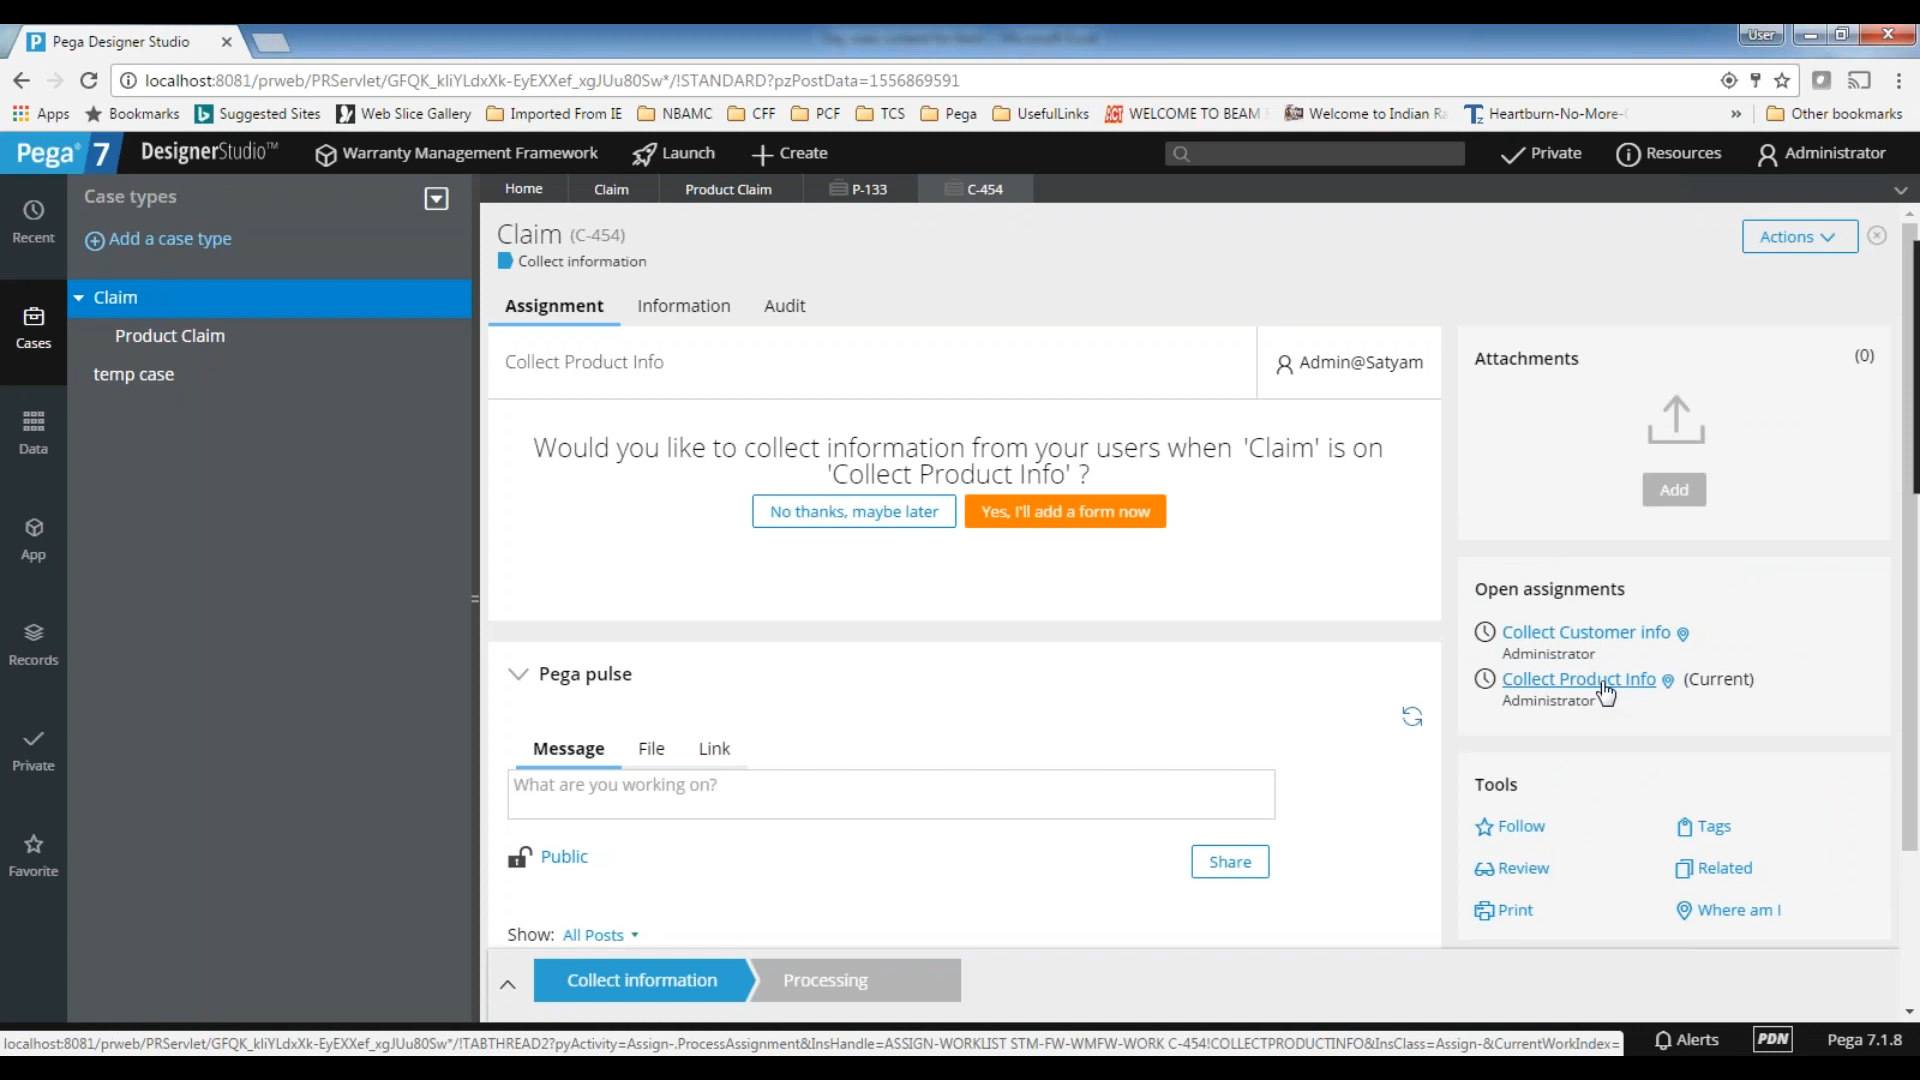 Pega Designer Studio
User
localhost:8081/prweb/PRServlet/GFQK_kliYLdxXk-EyEXXef_xgJUu80Sw*/!STANDARD?pzPostData=1556869591
Apps Bookmarks Suggested Sites Web Slice Gallery Imported From IE NBAMC CFF PCF TCS Pega UsefulLinks WELCOME TO BEAM Welcome to Indian Ra Heartburn-No-More- » Other bookmarks
Pega 7 DesignerStudio™ Warranty Management Framework Launch Create Private Resources Administrator
Recent
Cases
Data
App
Records
Private
Favorite
Case types
Add a case type
Claim
Product Claim
temp case
Home Claim Product Claim P-133 C-454
Claim (C-454)
Actions
Collect information
Assignment Information Audit
Collect Product Info
Admin@Satyam
Would you like to collect information from your users when 'Claim' is on
'Collect Product Info' ?
No thanks, maybe later Yes, I'll add a form now
Pega pulse
Message File Link
What are you working on?
Public
Share
Show: All Posts
Collect information Processing
Attachments (0)
Add
Open assignments
Collect Customer info
Administrator
Collect Product Info (Current)
Administrator
Tools
Follow Tags
Review Related
Print Where am I
localhost:8081/prweb/PRServlet/GFQK_kliYLdxXk-EyEXXef_xgJUu80Sw*/!TABTHREAD2?pyActivity=Assign-.ProcessAssignment&InsHandle=ASSIGN-WORKLIST STM-FW-WMFW-WORK C-454!COLLECTPRODUCTINFO&InsClass=Assign-&CurrentWorkIndex=
Alerts PDN Pega 7.1.8